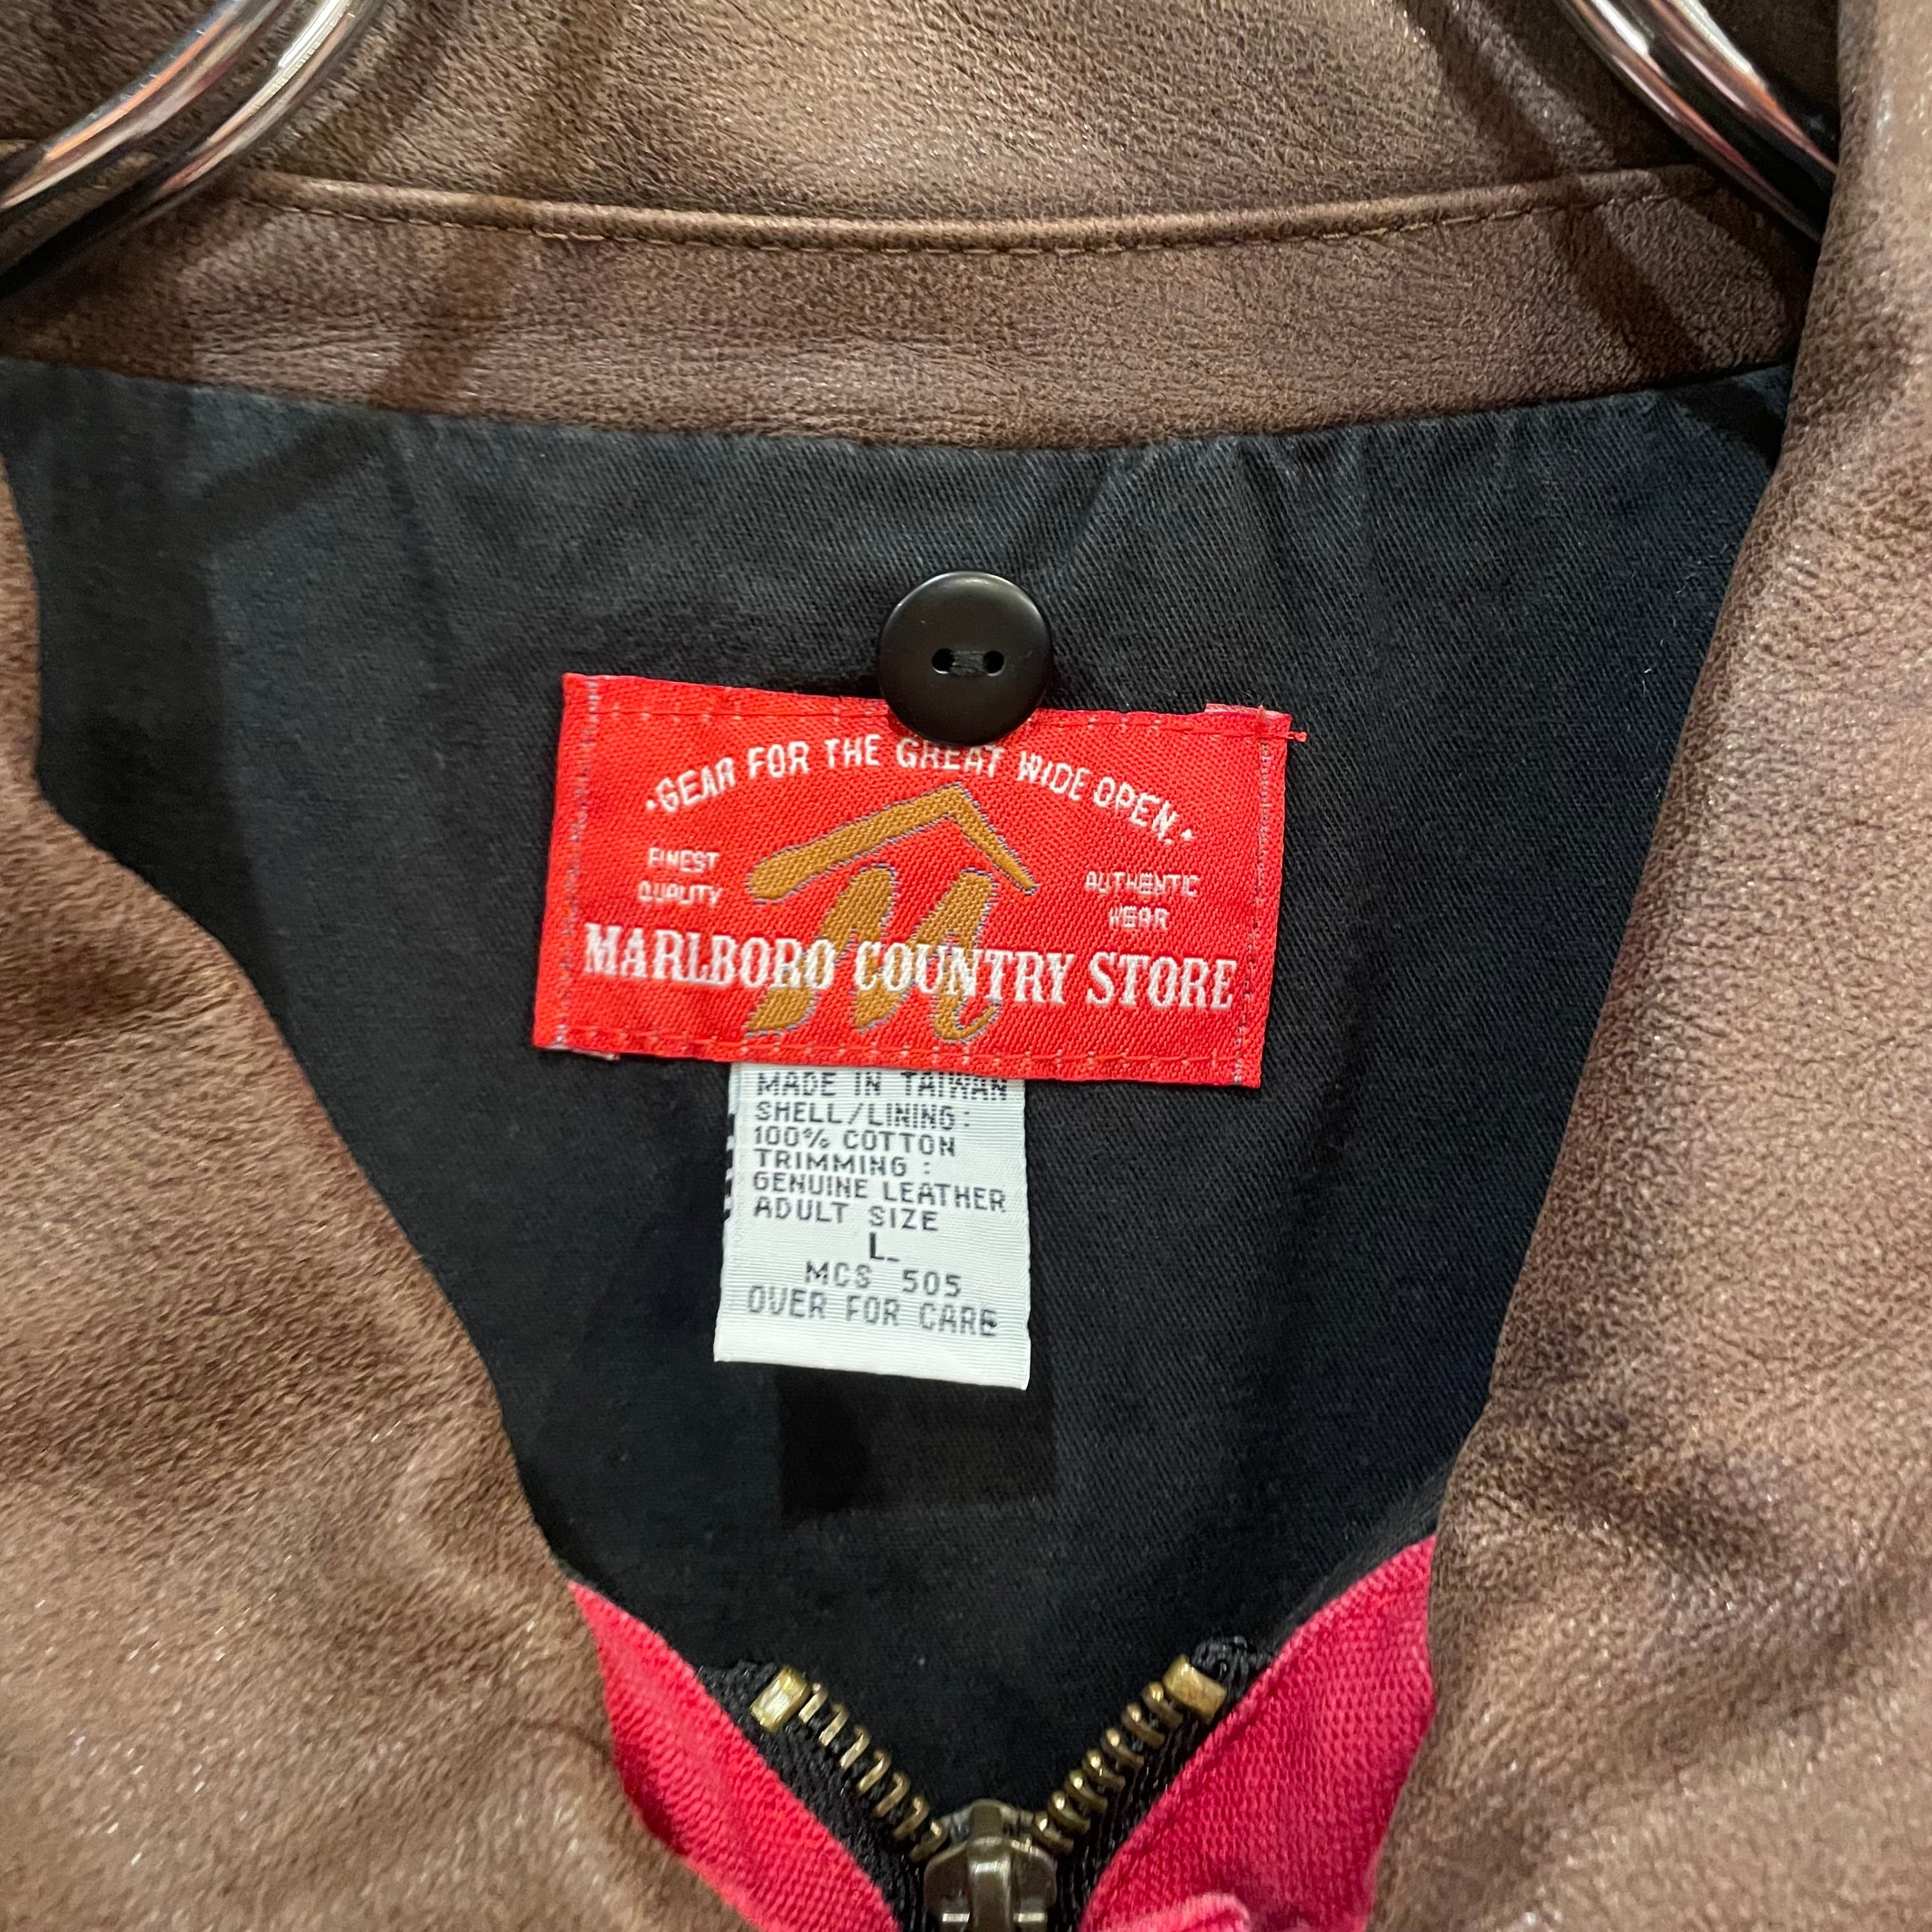 ·GEAR FOR THE GREAT WIDE OPEN·
FINEST
QUALITY
AUTHENTIC
WEAR
MARLBORO COUNTRY STORE
MADE IN TAIWAN
SHELL/LINING:
100% COTTON
TRIMMING:
GENUINE LEATHER
ADULT SIZE
L
MCS 505
OVER FOR CARE